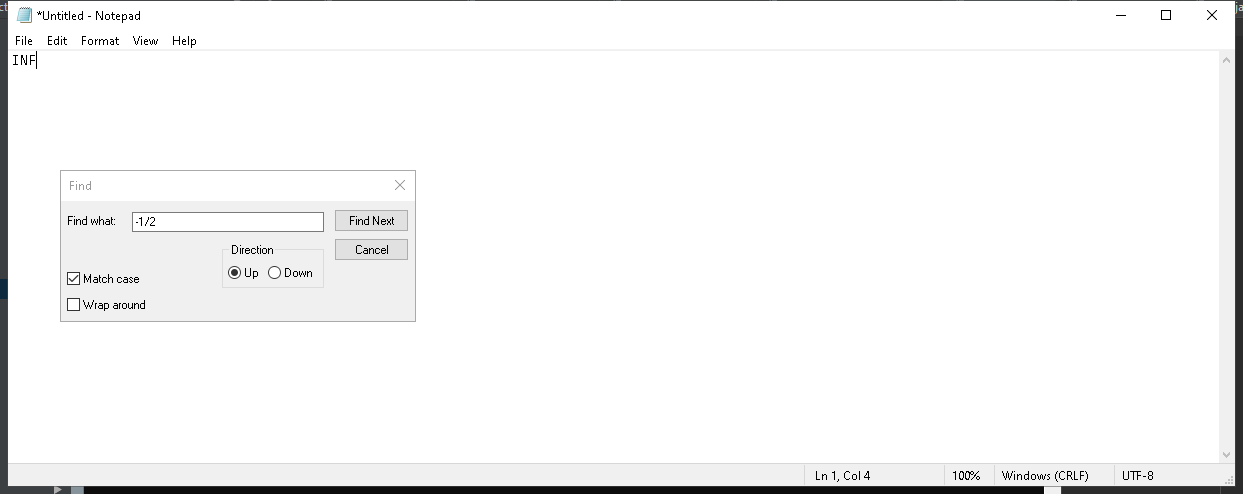 *Untitled - Notepad
File Edit Format View Help
INF
Find
Find what: -1/2 Find Next
Direction Cancel
Up Down
Match case
Wrap around
Ln 1, Col 4 100% Windows (CRLF) UTF-8